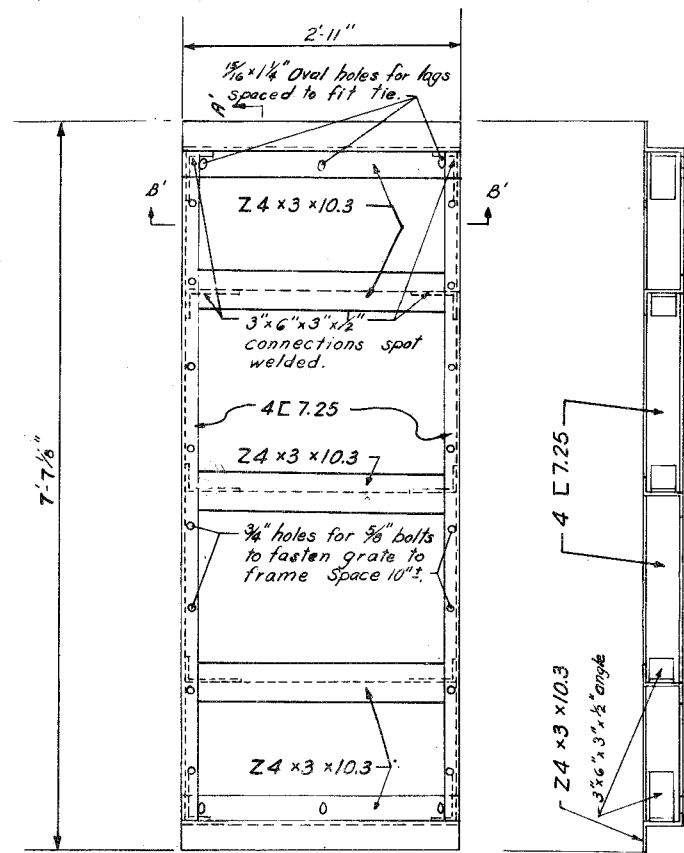 2'-11"
15/16 x 1 1/4" Oval holes for lags
spaced to fit tie.
A'
B'
B'
Z 4 x 3 x 10.3
3" x 6" x 3" x 1/2"
connections spot
welded.
4 [ 7.25
Z 4 x 3 x 10.3
7'-7 1/8"
3/4" holes for 5/8" bolts
to fasten grate to
frame Space 10" ±.
Z 4 x 3 x 10.3
4 [ 7.25
Z 4 x 3 x 10.3
3" x 6" x 3" x 1/2" angle